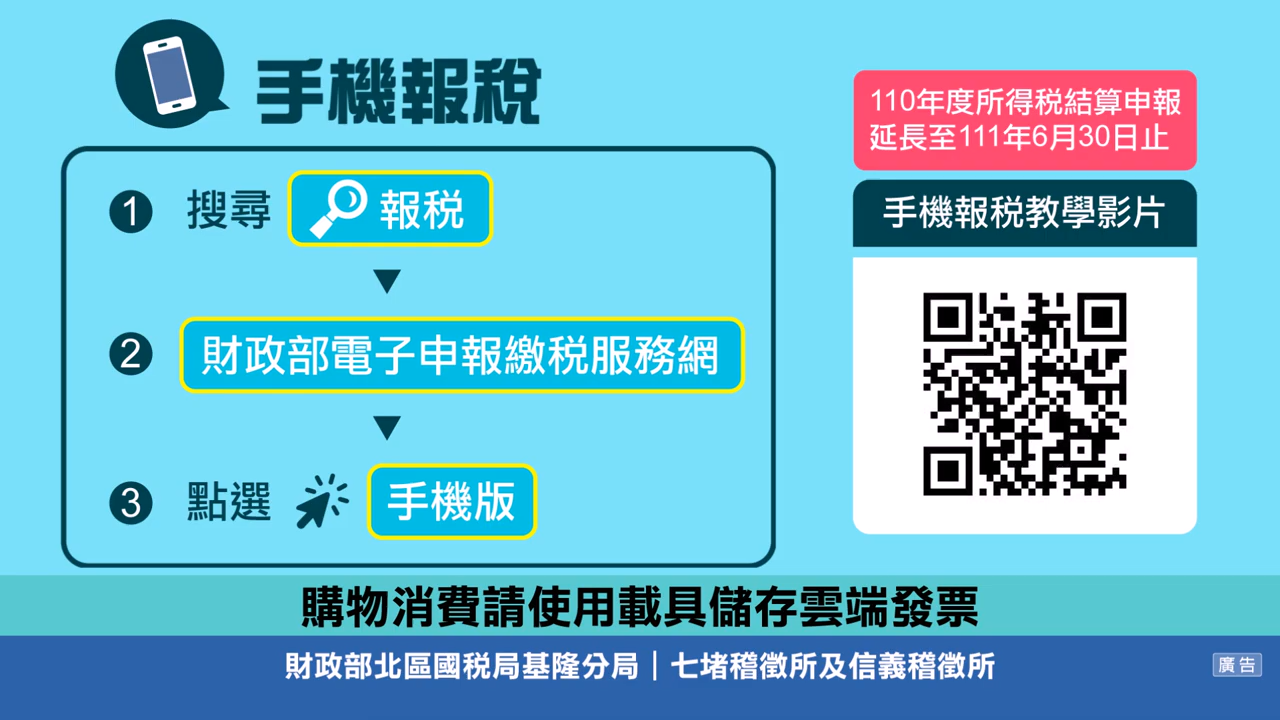 手機報稅
1 搜尋 報稅
2 財政部電子申報繳稅服務網
3 點選 手機版
110年度所得稅結算申報
延長至111年6月30日止
手機報稅教學影片
購物消費請使用載具儲存雲端發票
財政部北區國稅局基隆分局｜七堵稽徵所及信義稽徵所
廣告